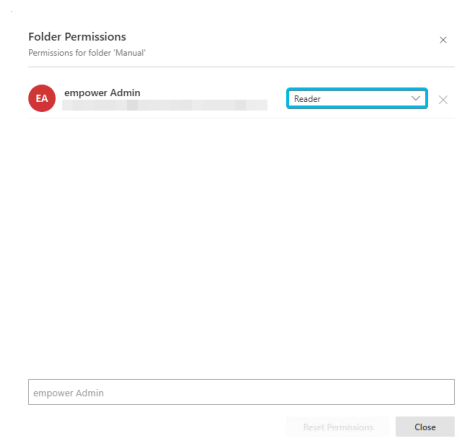 Folder Permissions
Permissions for folder 'Manual'
EA
empower Admin
Reader
empower Admin
Reset Permissions
Close